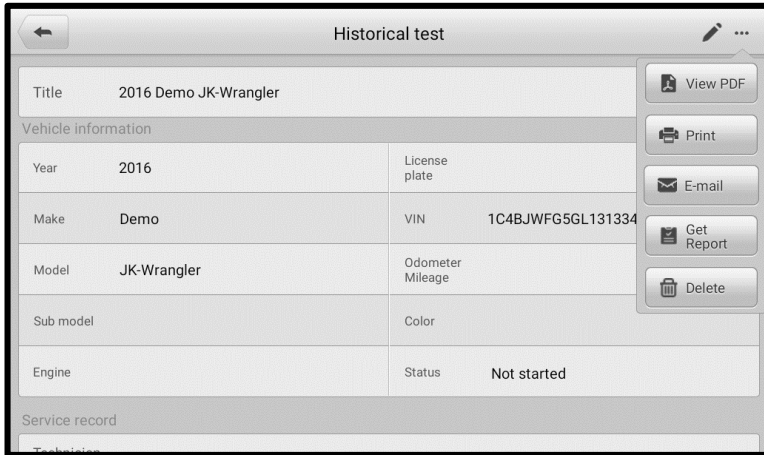 Historical test
View PDF
Title 2016 Demo JK-Wrangler
Vehicle information
Print
Year 2016 License
plate
E-mail
Make Demo VIN 1C4BJWFG5GL131334
Get
Report
Model JK-Wrangler Odometer
Mileage
Delete
Sub model Color
Engine Status Not started
Service record
Technician